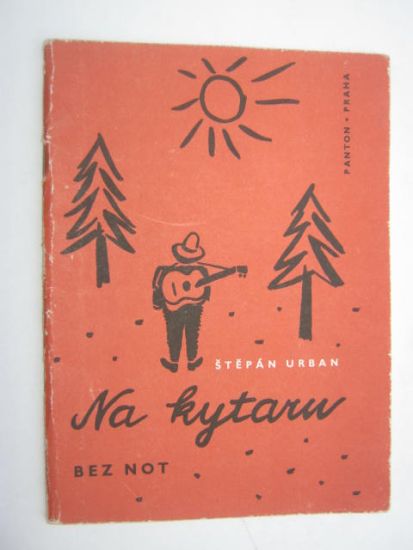 PANTON • PRAHA
ŠTĚPÁN URBAN
Na kytaru
BEZ NOT